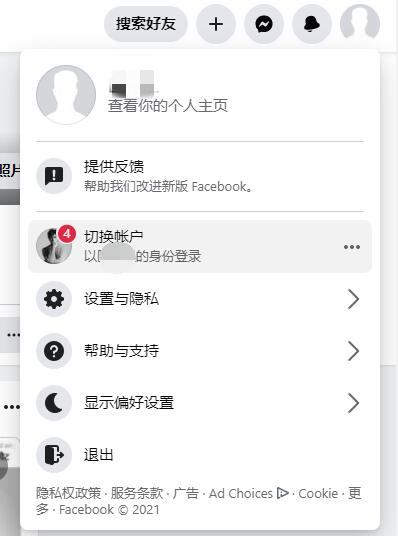 搜索好友
查看你的个人主页
照片
提供反馈
帮助我们改进新版 Facebook。
4
切换帐户
以 的身份登录
设置与隐私
帮助与支持
显示偏好设置
退出
隐私权政策 · 服务条款 · 广告 · Ad Choices · Cookie · 更
多 · Facebook © 2021